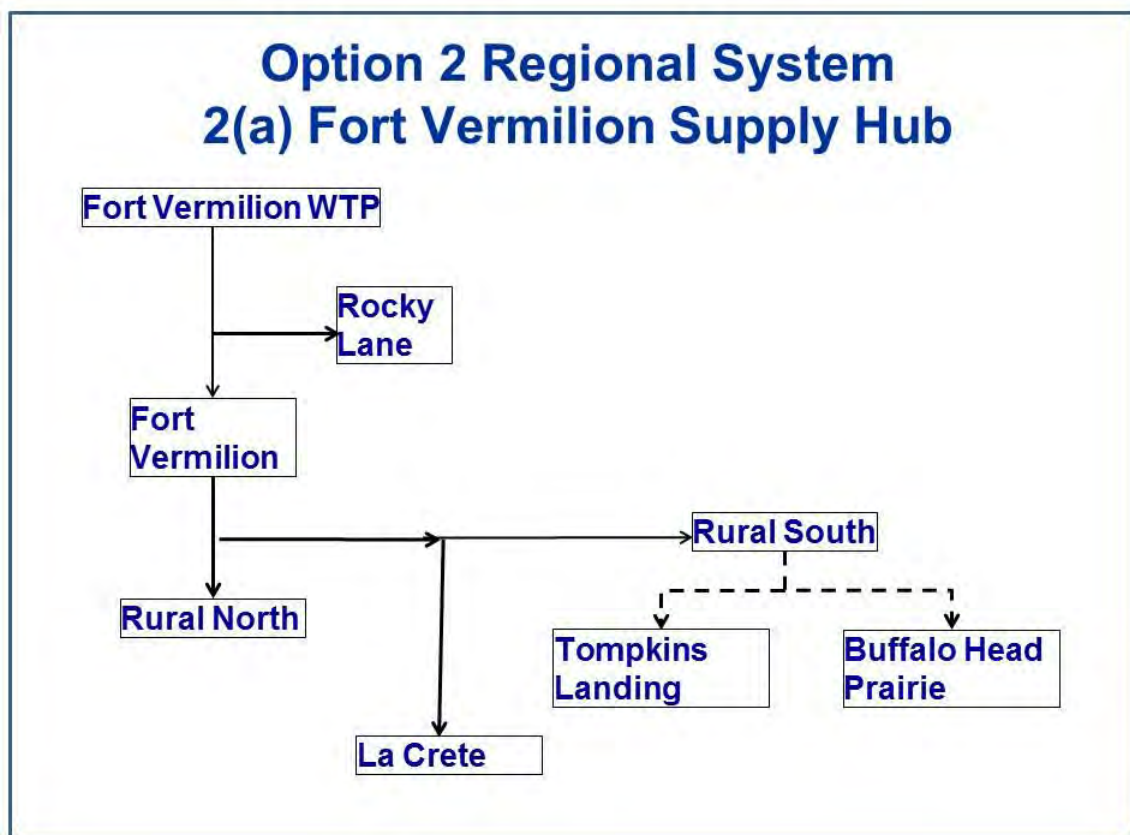 Option 2 Regional System
2(a) Fort Vermilion Supply Hub
Fort Vermilion WTP
Rocky
Lane
Fort
Vermilion
Rural South
Rural North
Tompkins
Landing
Buffalo Head
Prairie
La Crete